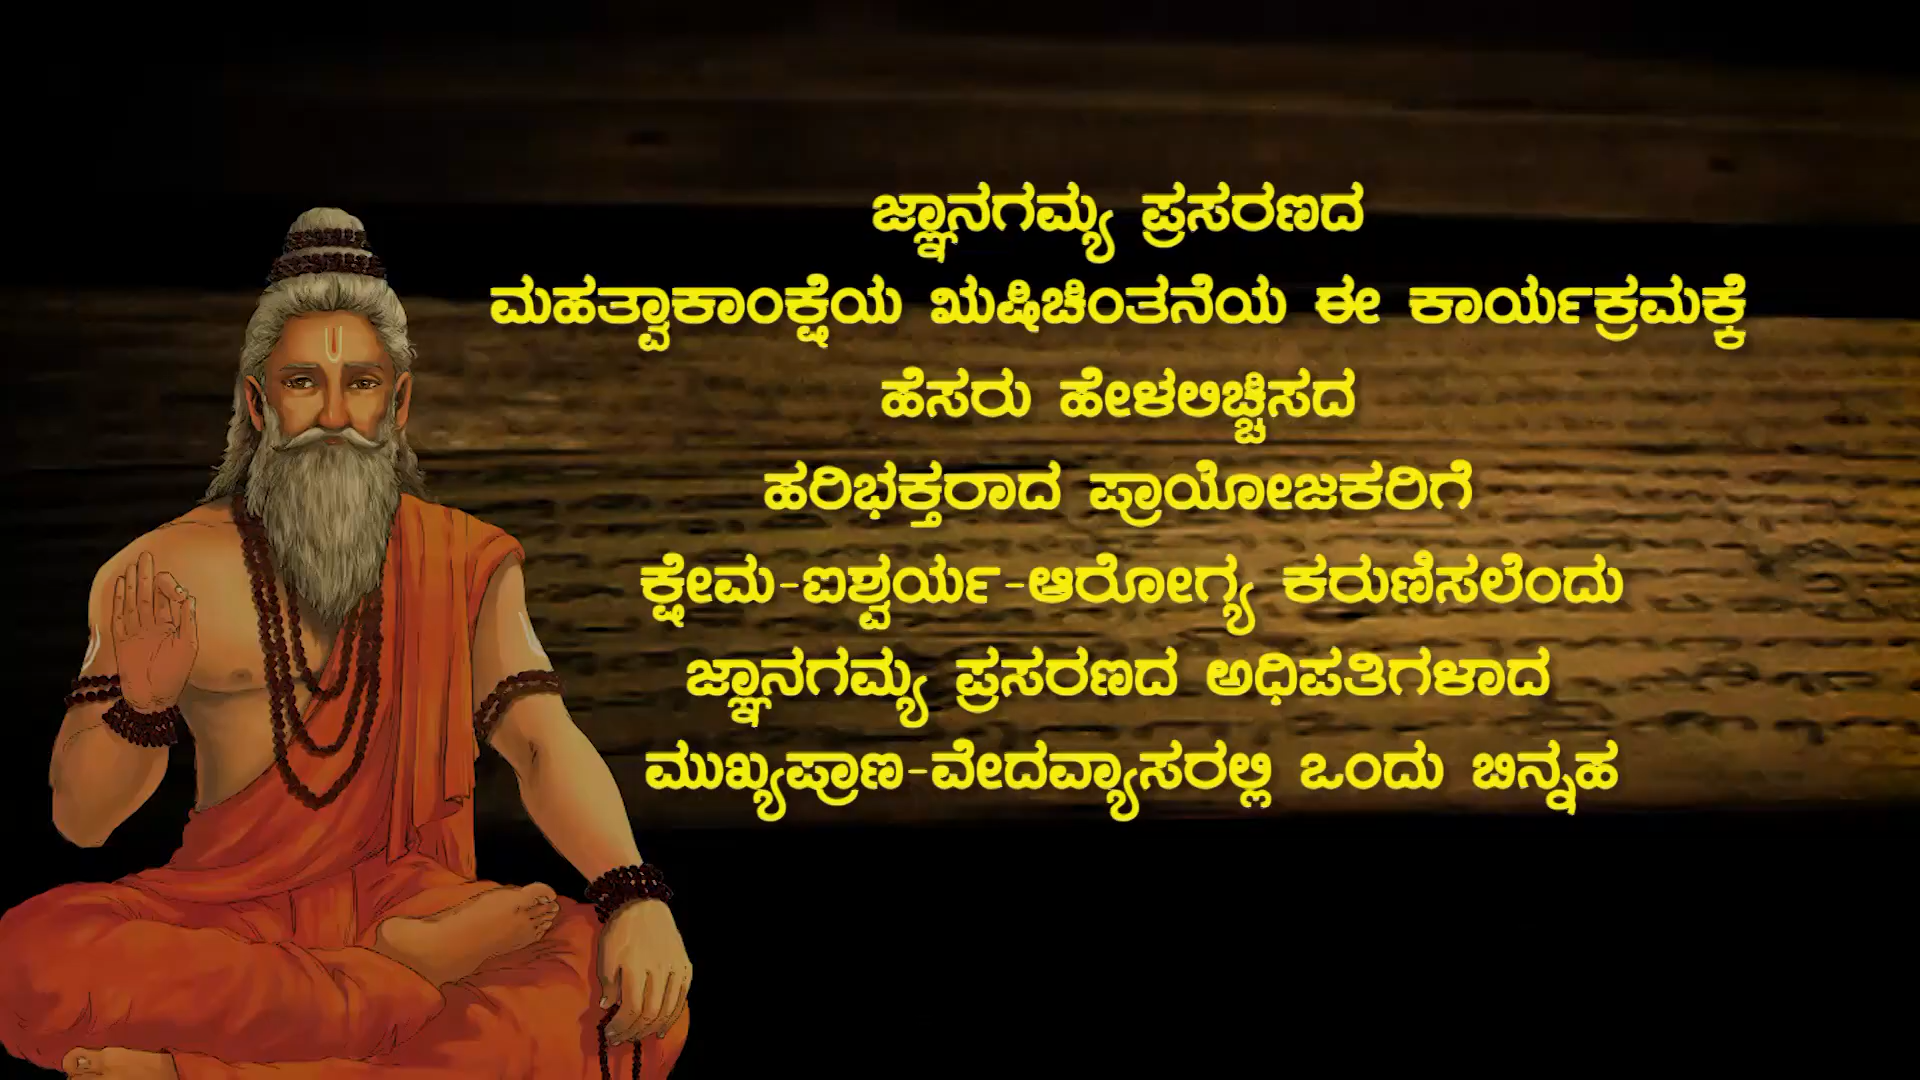 ಜ್ಞಾನಗಮ್ಯ ಪ್ರಸರಣದ
ಮಹತ್ವಾಕಾಂಕ್ಷೆಯ ಋಷಿಚಿಂತನೆಯ ಈ ಕಾರ್ಯಕ್ರಮಕ್ಕೆ
ಹೆಸರು ಹೇಳಲಿಚ್ಚಿಸದ
ಹರಿಭಕ್ತರಾದ ಪ್ರಾಯೋಜಕರಿಗೆ
ಕ್ಷೇಮ-ಐಶ್ವರ್ಯ-ಆರೋಗ್ಯ ಕರುಣಿಸಲೆಂದು
ಜ್ಞಾನಗಮ್ಯ ಪ್ರಸರಣದ ಅಧಿಪತಿಗಳಾದ
ಮುಖ್ಯಪ್ರಾಣ-ವೇದವ್ಯಾಸರಲ್ಲಿ ಒಂದು ಬಿನ್ನಹ